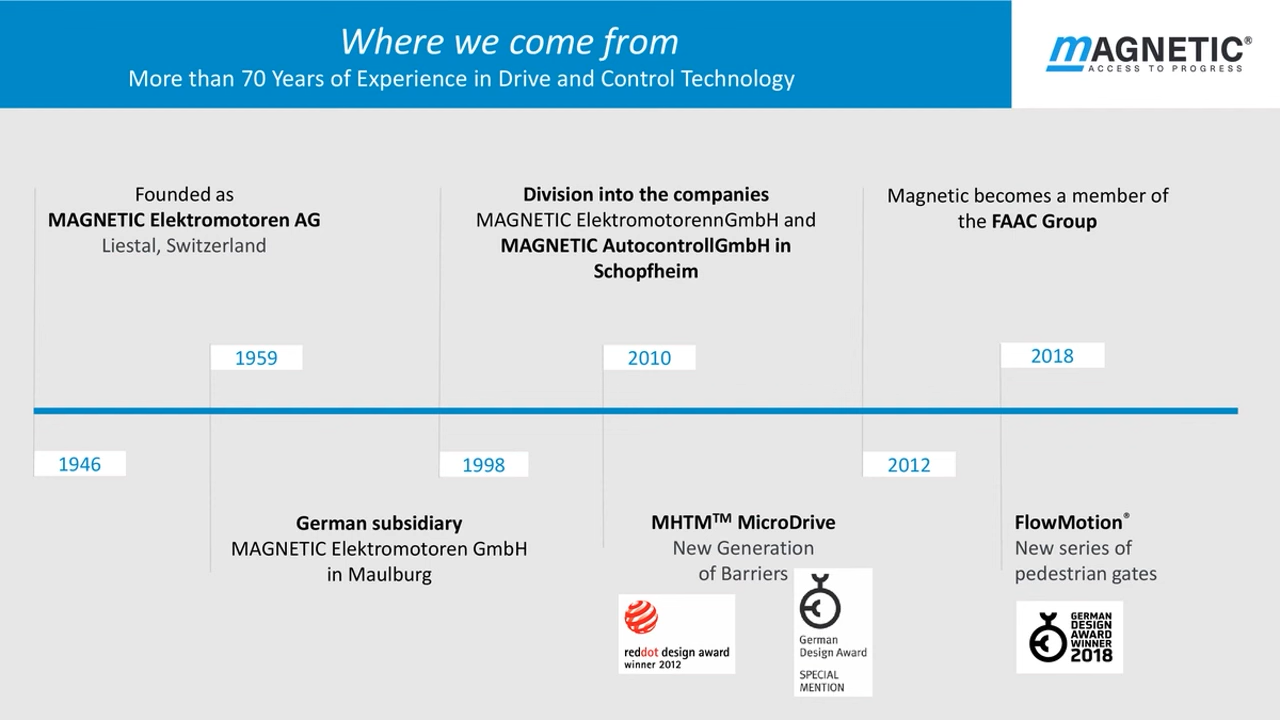 Where we come from
More than 70 Years of Experience in Drive and Control Technology
mAGNETIC®
ACCESS TO PROGRESS
Founded as
MAGNETIC Elektromotoren AG
Liestal, Switzerland
Division into the companies
MAGNETIC ElektromotorennGmbH and
MAGNETIC AutocontrollGmbH in
Schopfheim
Magnetic becomes a member of
the FAAC Group
1959
2010
2018
1946
1998
2012
German subsidiary
MAGNETIC Elektromotoren GmbH
in Maulburg
MHTM™ MicroDrive
New Generation
of Barriers
reddot design award
winner 2012
German
Design Award
SPECIAL
MENTION
FlowMotion®
New series of
pedestrian gates
GERMAN
DESIGN
AWARD
WINNER
2018